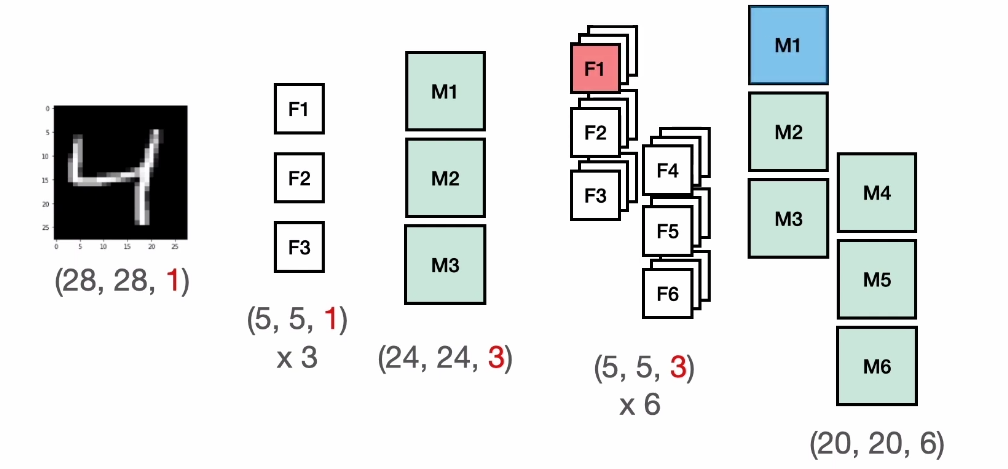 0
5
10
15
20
25
0 5 10 15 20 25
(28, 28, 1)
F1
F2
F3
(5, 5, 1)
x 3
M1
M2
M3
(24, 24, 3)
F1
F2
F3
F4
F5
F6
(5, 5, 3)
x 6
M1
M2
M3
M4
M5
M6
(20, 20, 6)